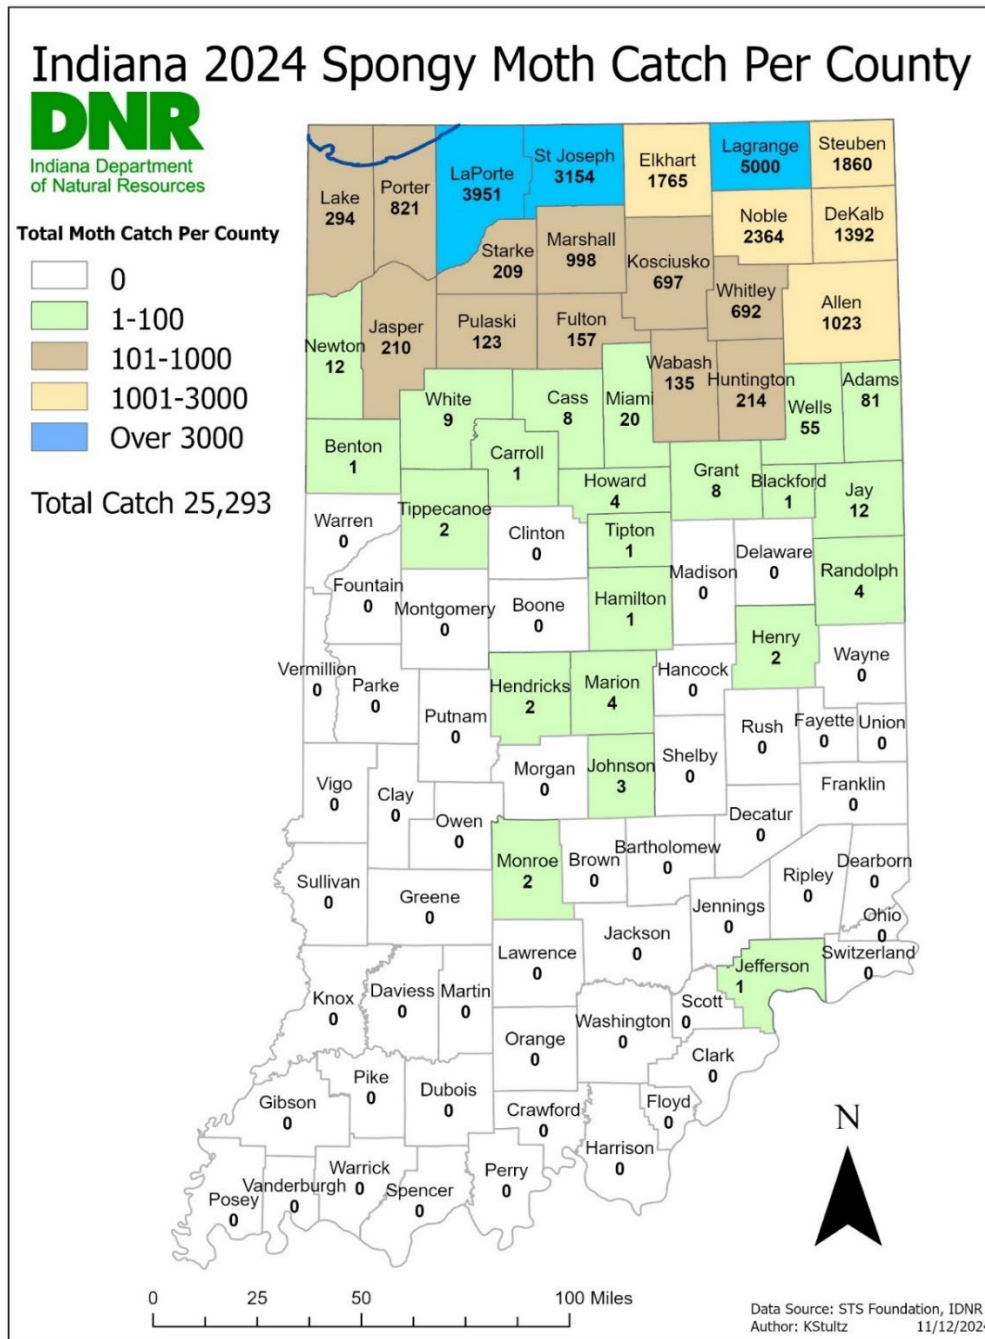 Indiana 2024 Spongy Moth Catch Per County
DNR
Indiana Department
of Natural Resources
Total Moth Catch Per County
0
1-100
101-1000
1001-3000
Over 3000
Total Catch 25,293
Lake
294
Porter
821
LaPorte
3951
St Joseph
3154
Elkhart
1765
Lagrange
5000
Steuben
1860
Noble
2364
DeKalb
1392
Starke
209
Marshall
998
Kosciusko
697
Whitley
692
Allen
1023
Newton
12
Jasper
210
Pulaski
123
Fulton
157
Wabash
135
Huntington
214
Wells
55
Adams
81
White
9
Cass
8
Miami
20
Benton
1
Carroll
1
Howard
4
Grant
8
Blackford
1
Jay
12
Warren
0
Tippecanoe
2
Clinton
0
Tipton
1
Madison
0
Delaware
0
Randolph
4
Fountain
0
Montgomery
0
Boone
0
Hamilton
1
Henry
2
Wayne
0
Vermillion
0
Parke
0
Putnam
0
Hendricks
2
Marion
4
Hancock
0
Rush
0
Fayette
0
Union
0
Vigo
0
Clay
0
Owen
0
Morgan
0
Johnson
3
Shelby
0
Decatur
0
Franklin
0
Sullivan
0
Greene
0
Monroe
2
Brown
0
Bartholomew
0
Jennings
0
Ripley
0
Dearborn
0
Ohio
0
Knox
0
Daviess
0
Martin
0
Lawrence
0
Jackson
0
Jefferson
1
Switzerland
0
Scott
0
Orange
0
Washington
0
Clark
0
Gibson
0
Pike
0
Dubois
0
Crawford
0
Floyd
0
Harrison
0
Posey
0
Vanderburgh
0
Warrick
0
Spencer
0
Perry
0
N
0 25 50 100 Miles
Data Source: STS Foundation, IDNR
Author: KStultz 11/12/2024